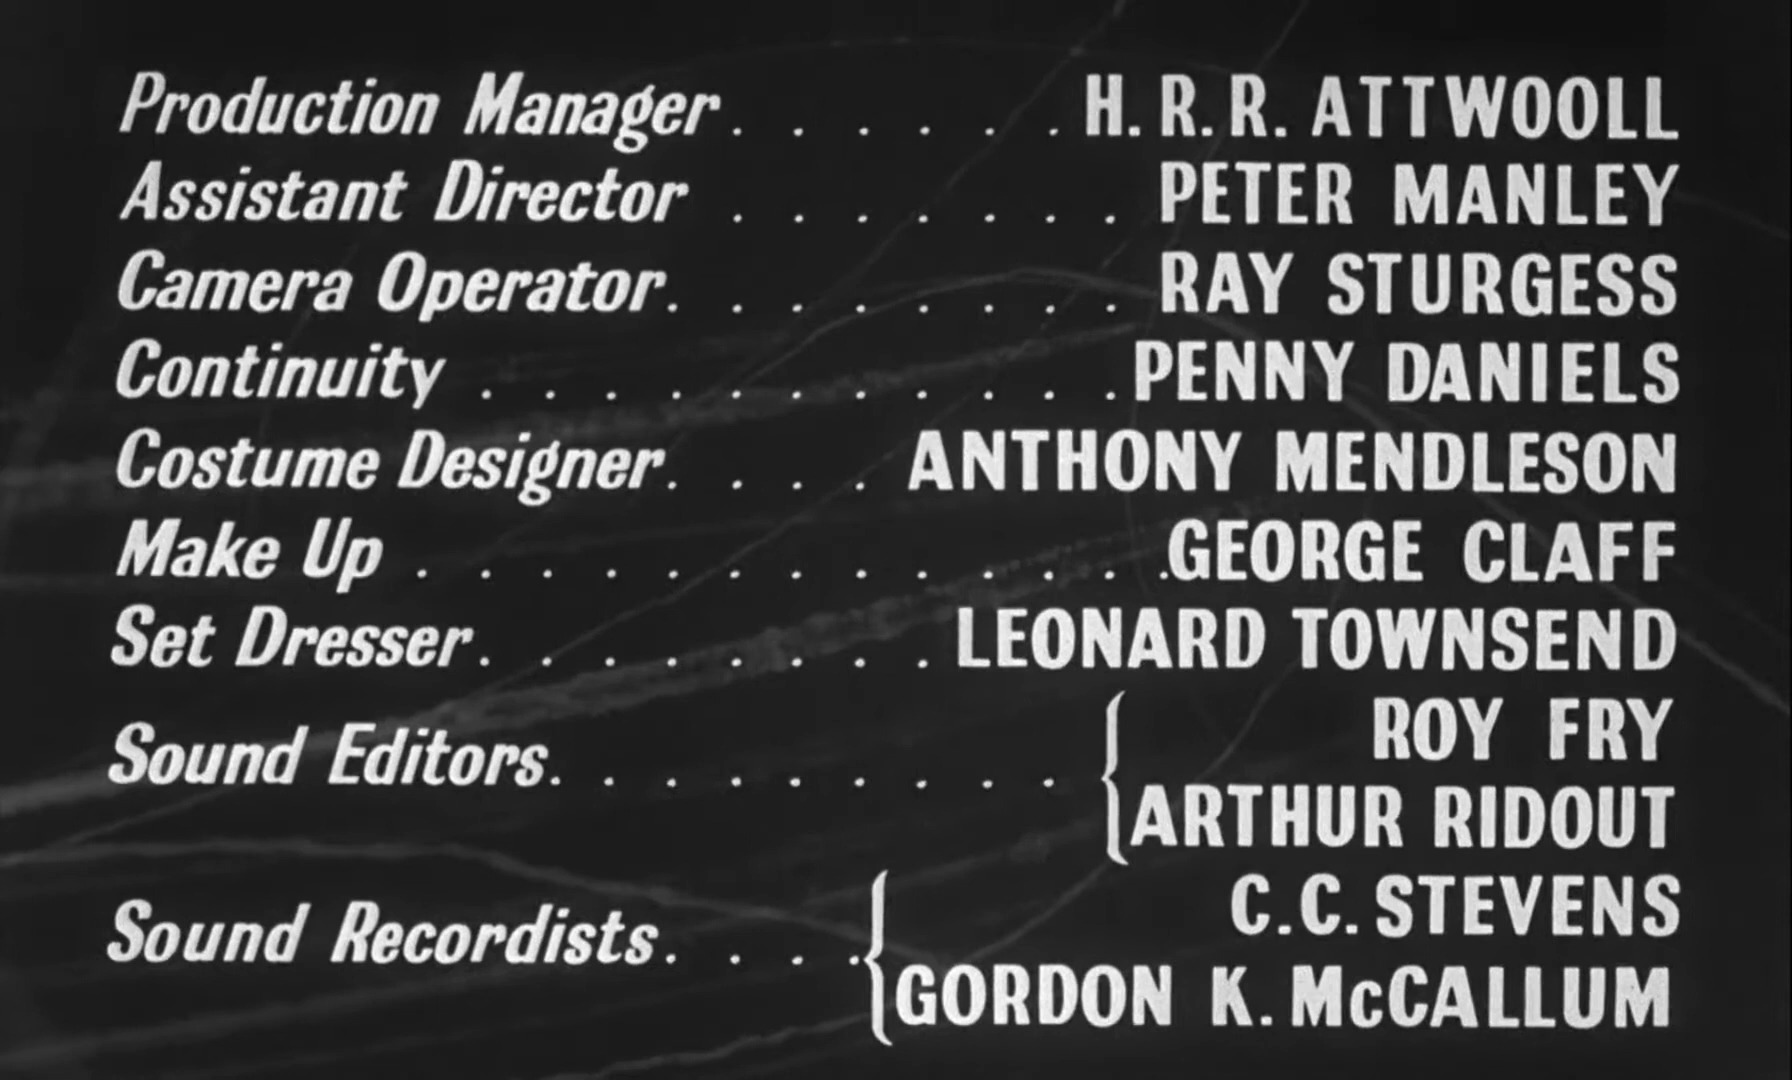 Production Manager. . . . . . H. R. R. ATTWOOLL
Assistant Director . . . . . . . PETER MANLEY
Camera Operator. . . . . . . . RAY STURGESS
Continuity . . . . . . . . . . . PENNY DANIELS
Costume Designer. . . . ANTHONY MENDLESON
Make Up . . . . . . . . . . . . . GEORGE CLAFF
Set Dresser. . . . . . . . LEONARD TOWNSEND
Sound Editors. . . . . . . . . { ROY FRY
ARTHUR RIDOUT
Sound Recordists. . . . { C. C. STEVENS
GORDON K. McCALLUM